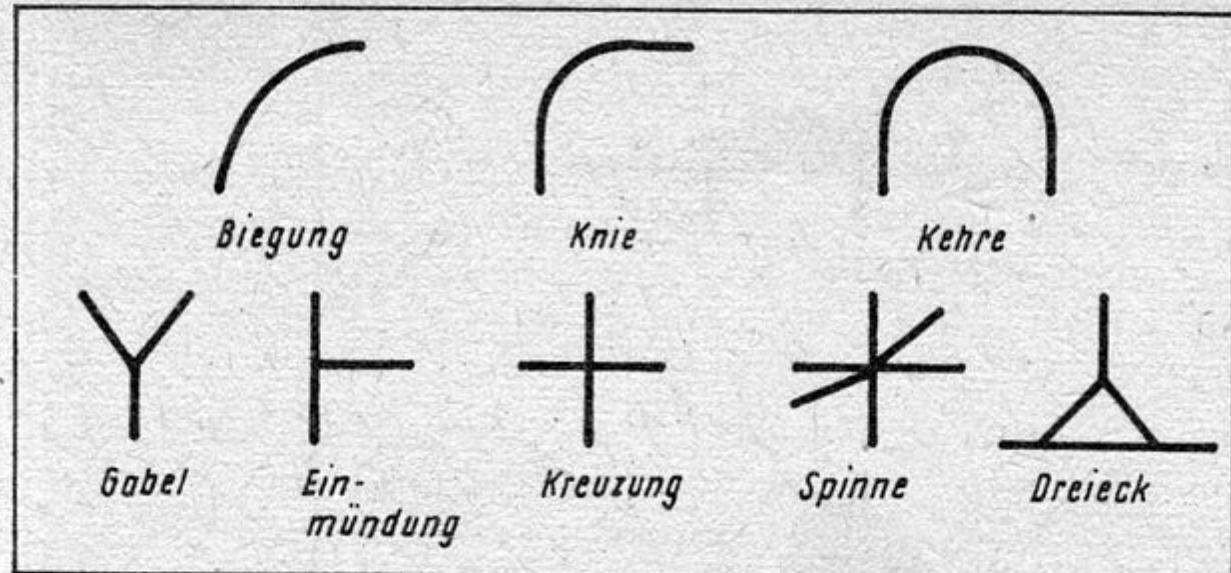 Biegung
Knie
Kehre
Gabel
Ein-
mündung
Kreuzung
Spinne
Dreieck